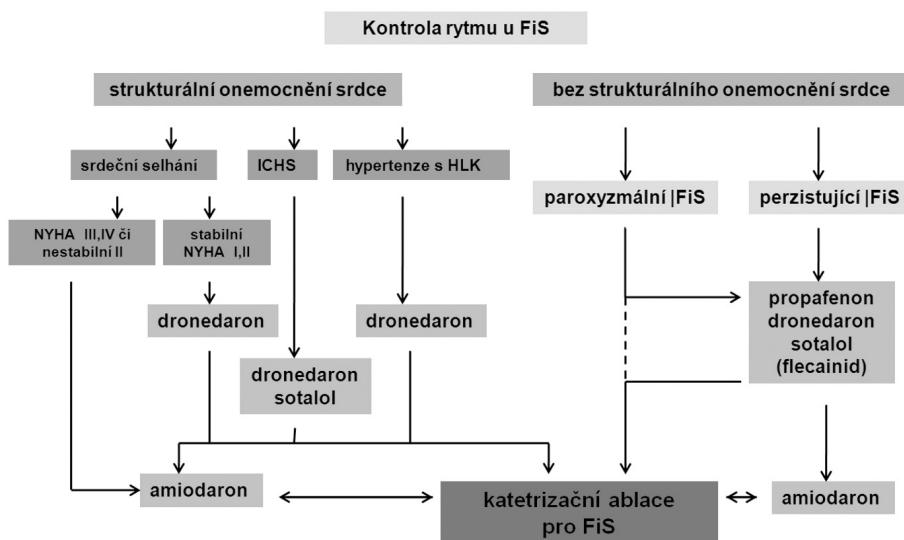 Kontrola rytmu u FiS
strukturální onemocnění srdce
bez strukturálního onemocnění srdce
srdeční selhání
ICHS
hypertenze s HLK
paroxyzmální |FiS
perzistující |FiS
NYHA III,IV či
nestabilní II
stabilní
NYHA I,II
dronedaron
dronedaron
propafenon
dronedaron
sotalol
(flecainid)
dronedaron
sotalol
amiodaron
katetrizační ablace
pro FiS
amiodaron